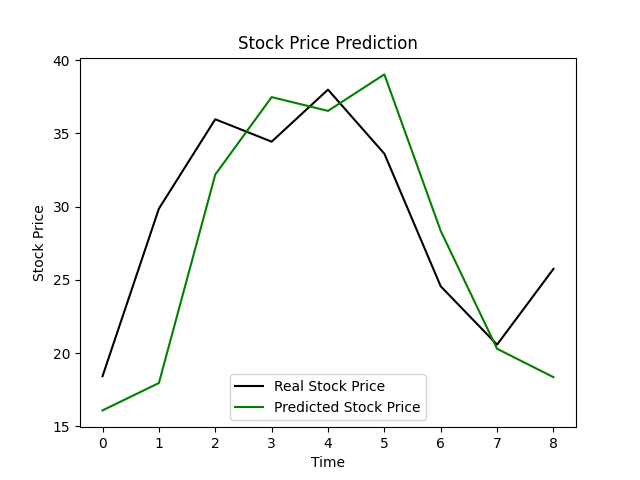 Stock Price Prediction
40
35
30
25
20
15
Stock Price
Real Stock Price
Predicted Stock Price
0 1 2 3 4 5 6 7 8
Time